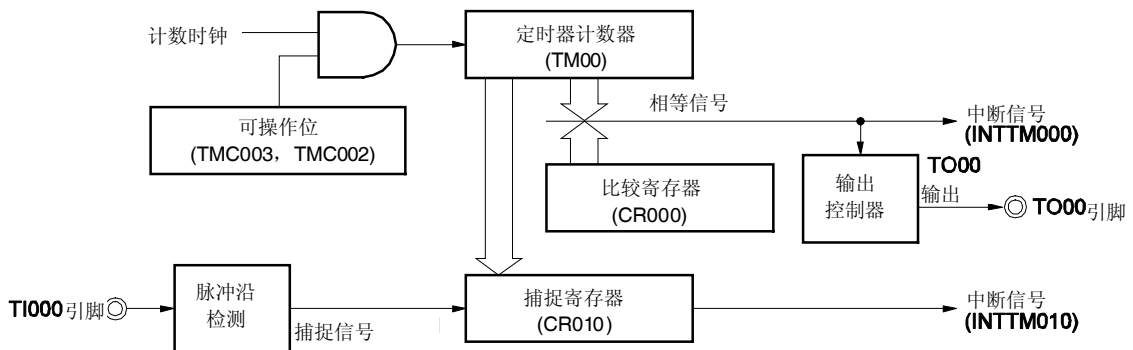 计数时钟
定时器计数器
(TM00)
可操作位
(TMC003，TMC002)
相等信号
中断信号
(INTTM000)
比较寄存器
(CR000)
TO00
输出
控制器
输出
TO00引脚
TI000引脚
脉冲沿
检测
捕捉信号
捕捉寄存器
(CR010)
中断信号
(INTTM010)